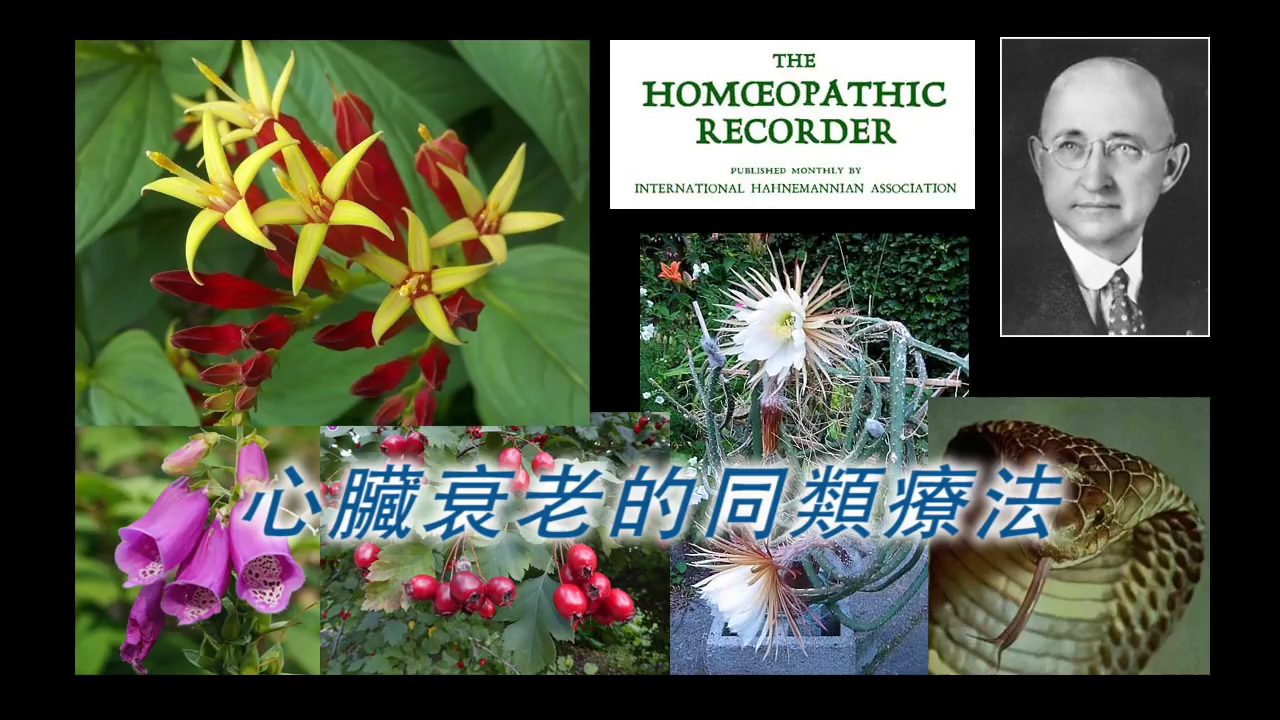 THE
HOMŒOPATHIC
RECORDER
PUBLISHED MONTHLY BY
INTERNATIONAL HAHNEMANNIAN ASSOCIATION
心臟衰老的同類療法